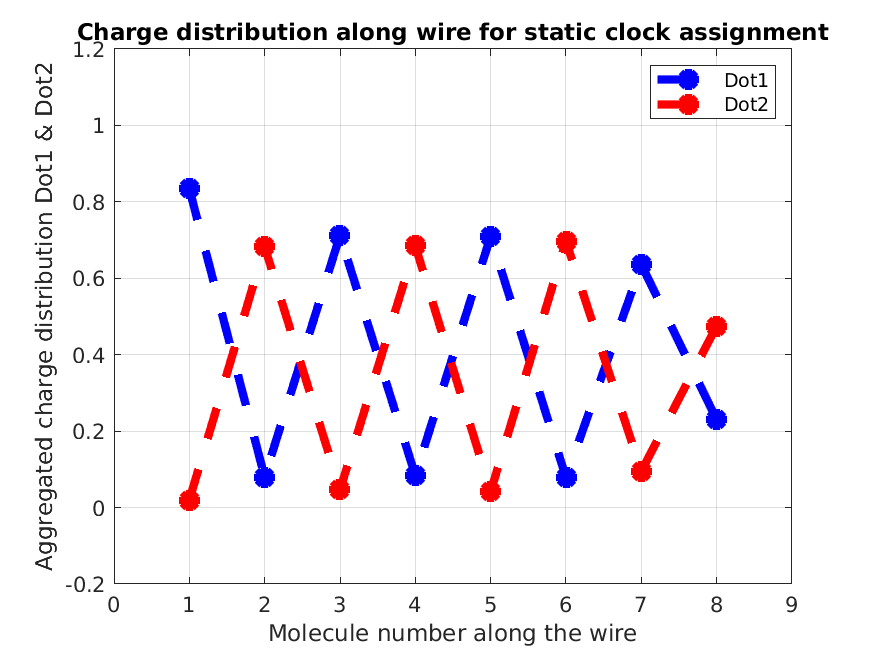 Charge distribution along wire for static clock assignment
Aggregated charge distribution Dot1 & Dot2
1.2
1
0.8
0.6
0.4
0.2
0
-0.2
Dot1
Dot2
0 1 2 3 4 5 6 7 8 9
Molecule number along the wire